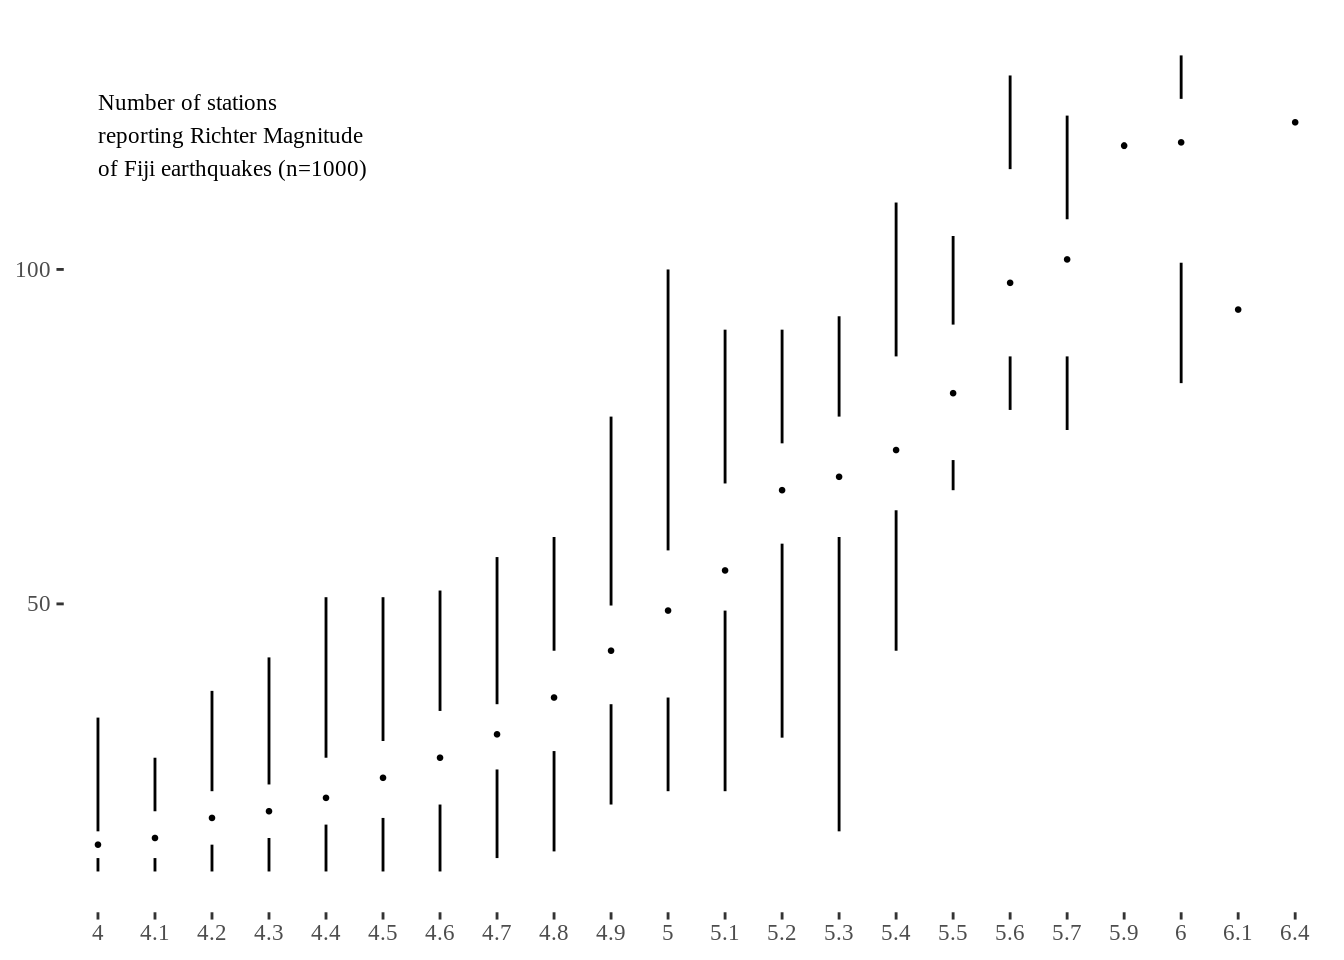 Number of stations
reporting Richter Magnitude
of Fiji earthquakes (n=1000)
100
50
4 4.1 4.2 4.3 4.4 4.5 4.6 4.7 4.8 4.9 5 5.1 5.2 5.3 5.4 5.5 5.6 5.7 5.9 6 6.1 6.4